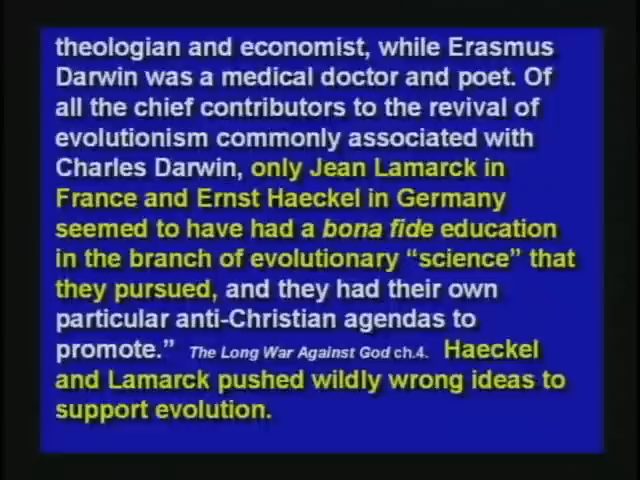 theologian and economist, while Erasmus
Darwin was a medical doctor and poet. Of
all the chief contributors to the revival of
evolutionism commonly associated with
Charles Darwin, only Jean Lamarck in
France and Ernst Haeckel in Germany
seemed to have had a bona fide education
in the branch of evolutionary “science” that
they pursued, and they had their own
particular anti-Christian agendas to
promote.” The Long War Against God ch.4. Haeckel
and Lamarck pushed wildly wrong ideas to
support evolution.